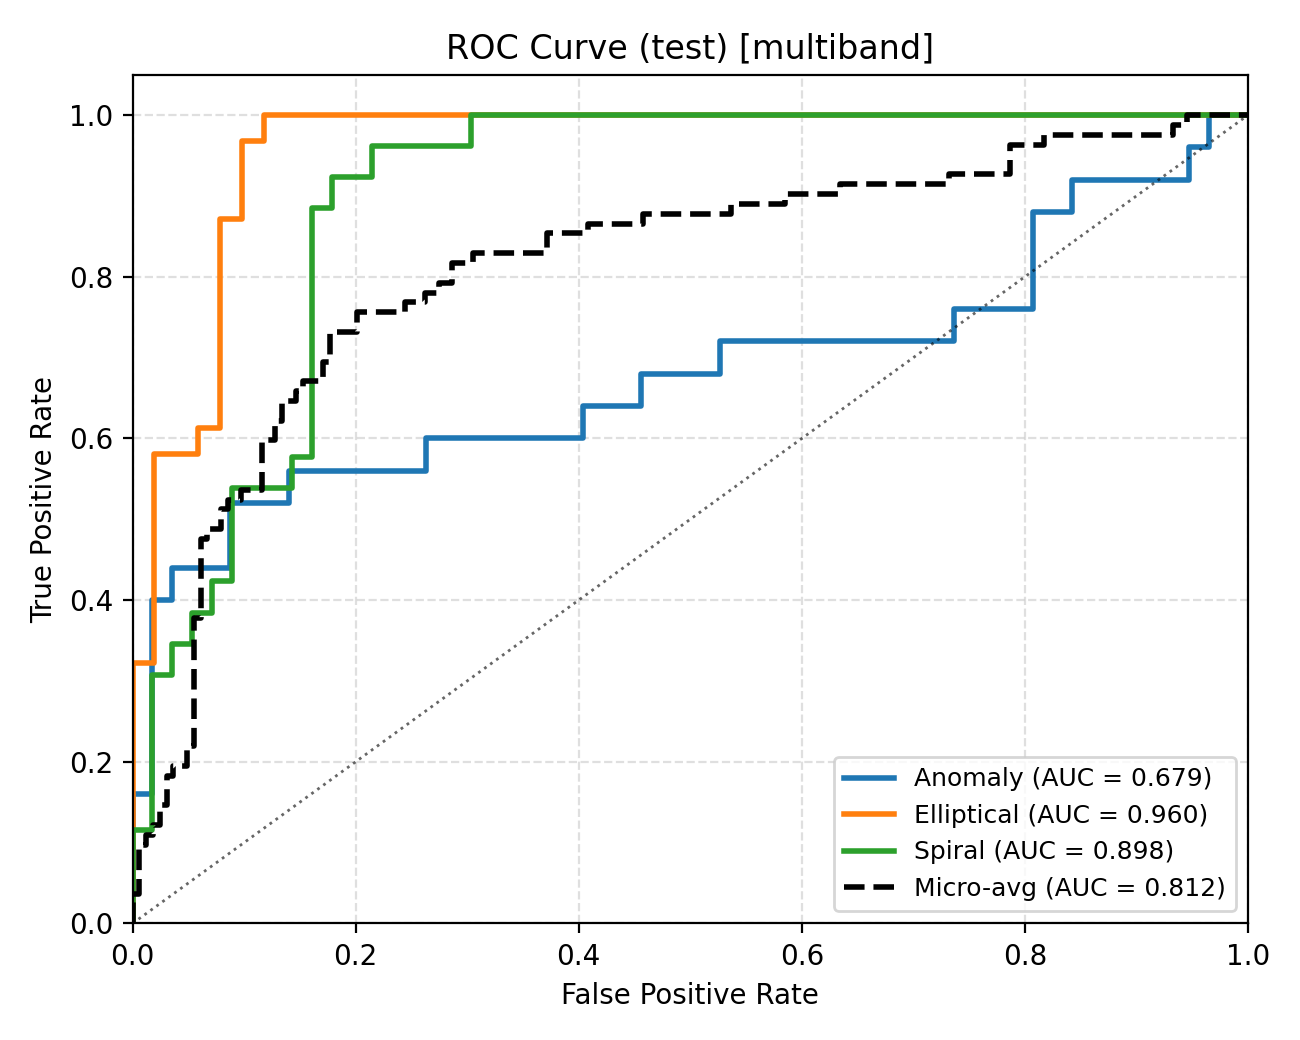 ROC Curve (test) [multiband]
True Positive Rate
1.0
0.8
0.6
0.4
0.2
0.0
0.0 0.2 0.4 0.6 0.8 1.0
False Positive Rate
Anomaly (AUC = 0.679)
Elliptical (AUC = 0.960)
Spiral (AUC = 0.898)
Micro-avg (AUC = 0.812)